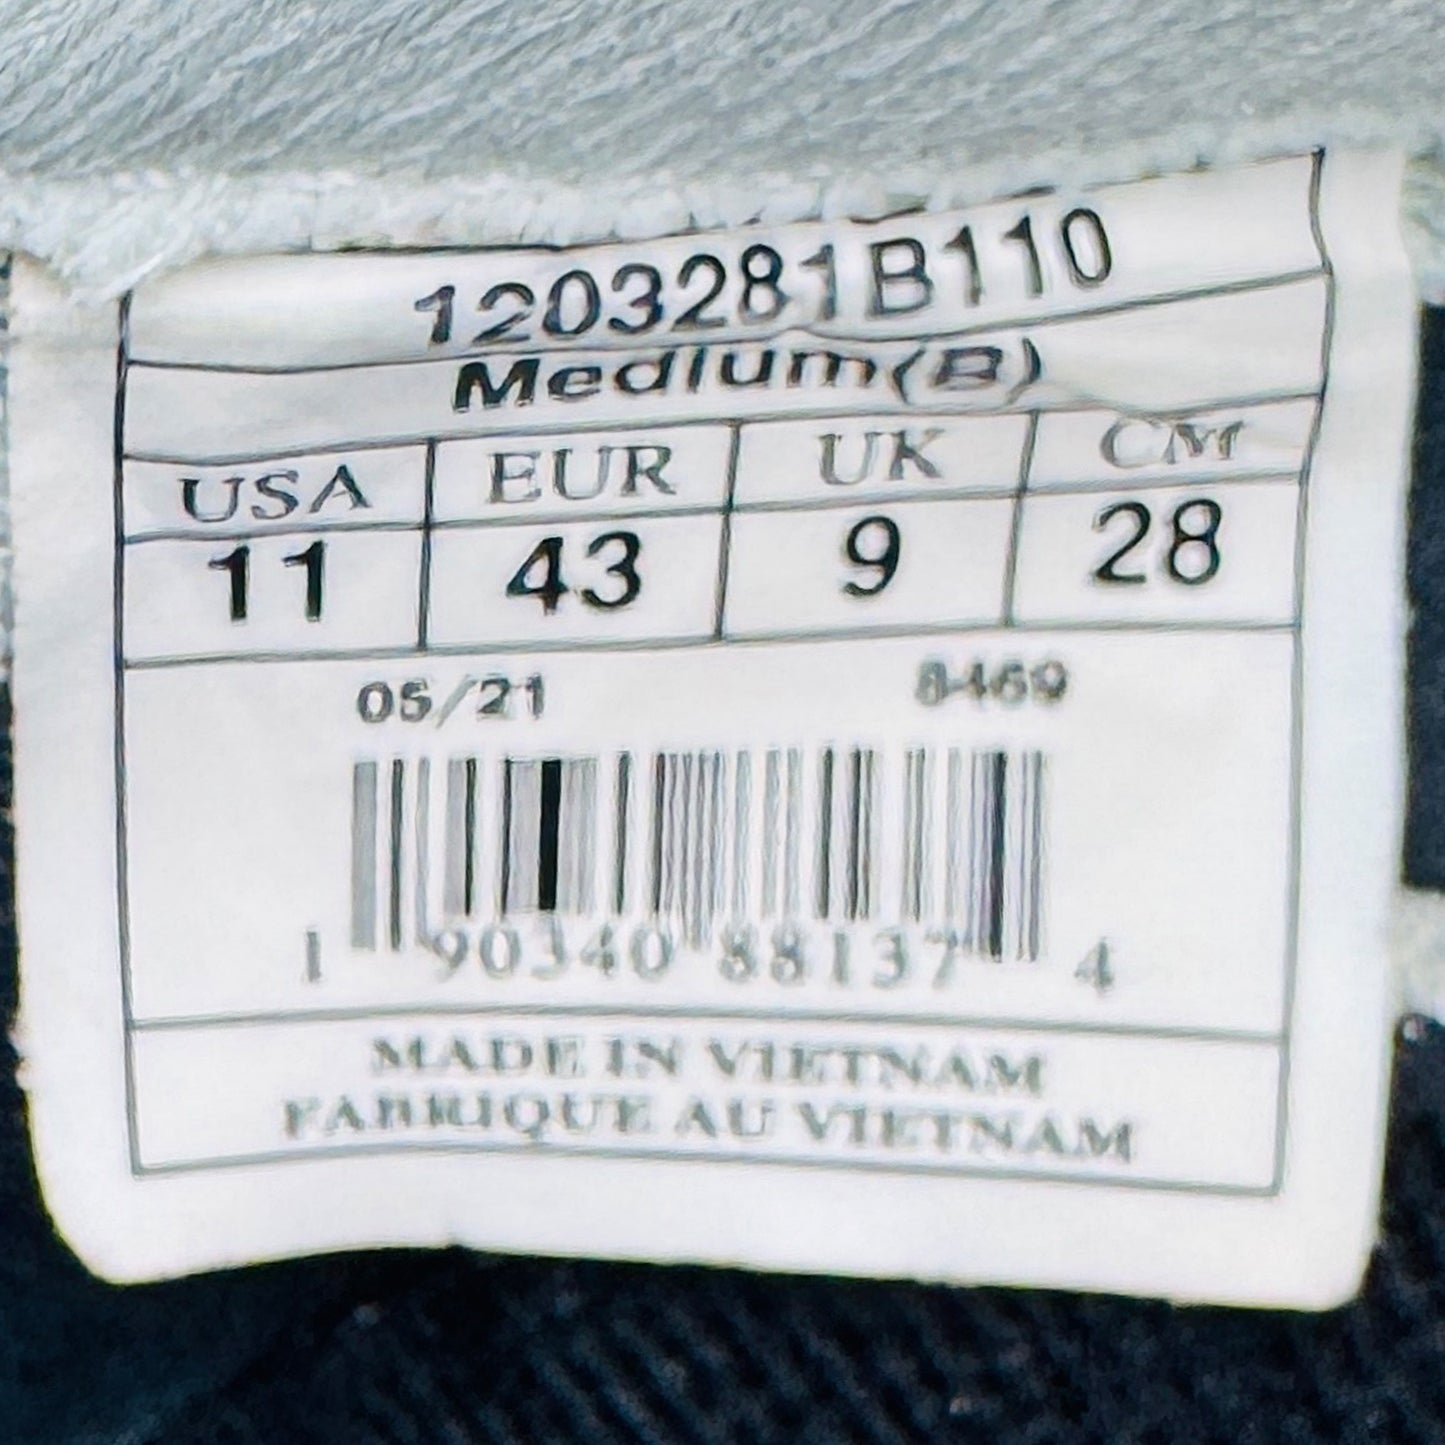 1203281B110
Medium(B)
USA EUR UK CM
11 43 9 28
05/21 8469
1 90340 88137 4
MADE IN VIETNAM
FABRIQUE AU VIETNAM